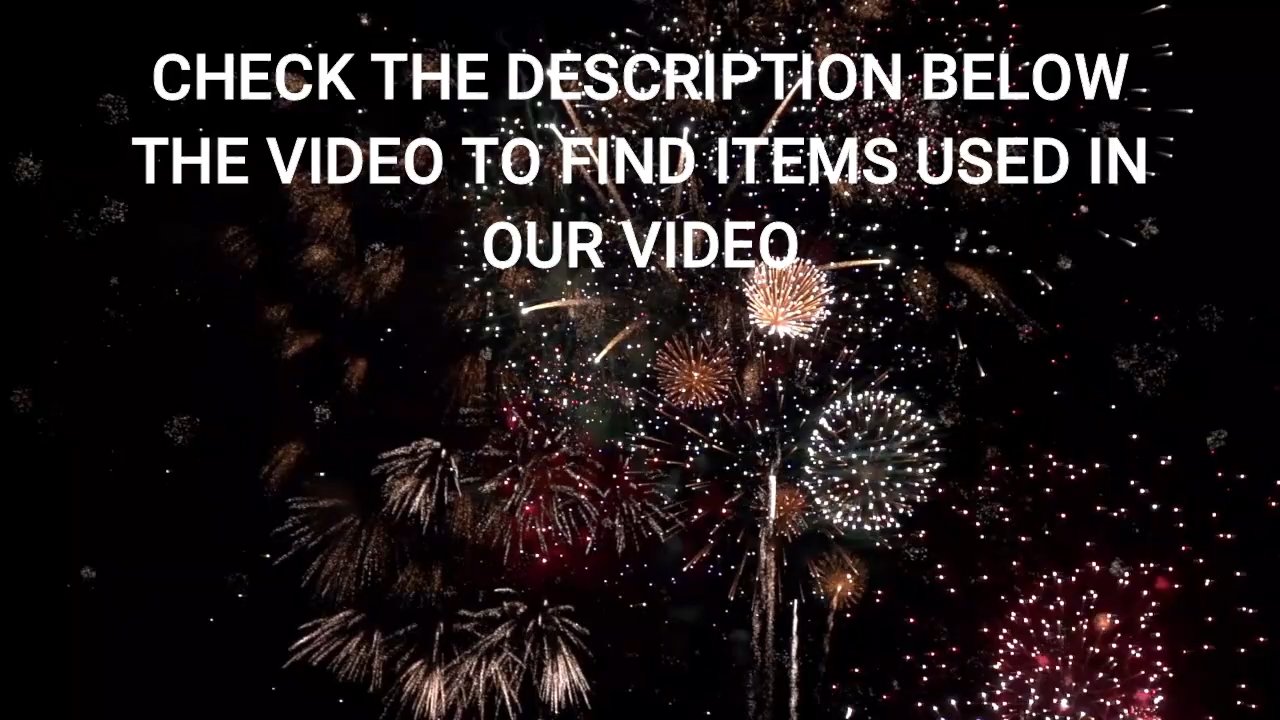 CHECK THE DESCRIPTION BELOW
THE VIDEO TO FIND ITEMS USED IN
OUR VIDEO